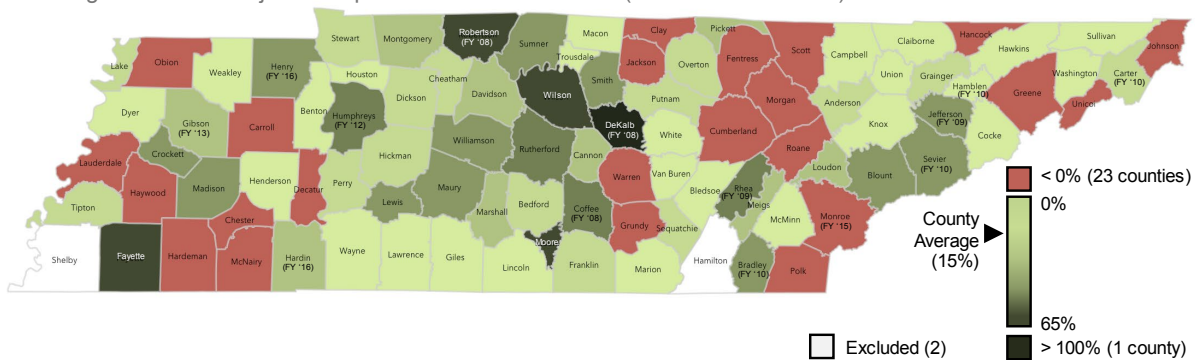 Stewart
Montgomery
Robertson
(FY '08)
Sumner
Macon
Trousdale
Clay
Pickett
Scott
Campbell
Claiborne
Hancock
Hawkins
Sullivan
Johnson
Lake
Obion
Weakley
Henry
(FY '16)
Houston
Cheatham
Smith
Jackson
Overton
Fentress
Union
Grainger
Hamblen
(FY '10)
Washington
Carter
(FY '10)
Greene
Unicoi
Dyer
Gibson
(FY '13)
Carroll
Benton
Humphreys
(FY '12)
Dickson
Davidson
Wilson
DeKalb
(FY '08)
Putnam
White
Morgan
Anderson
Knox
Jefferson
(FY '09)
Cocke
Lauderdale
Crockett
Haywood
Madison
Henderson
Decatur
Perry
Hickman
Williamson
Rutherford
Cannon
Warren
Van Buren
Cumberland
Roane
Loudon
Blount
Sevier
(FY '10)
Tipton
Chester
Lewis
Maury
Marshall
Bedford
Coffee
(FY '08)
Grundy
Sequatchie
Bledsoe
Rhea
(FY '09)
Meigs
McMinn
Monroe
(FY '15)
Shelby
Fayette
Hardeman
McNairy
Hardin
(FY '16)
Wayne
Lawrence
Giles
Lincoln
Moore
Franklin
Marion
Hamilton
Bradley
(FY '10)
Polk
< 0% (23 counties)
0%
County
Average
(15%)
65%
> 100% (1 county)
Excluded (2)